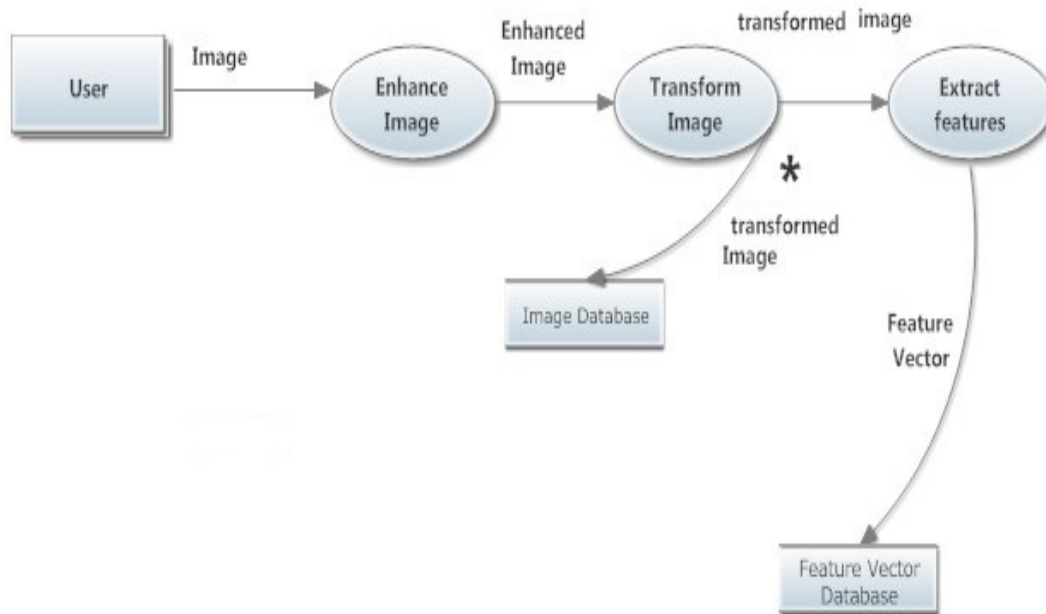 User
Image
Enhance
Image
Enhanced
Image
Transform
Image
transformed image
Extract
features
*
transformed
Image
Image Database
Feature
Vector
Feature Vector
Database